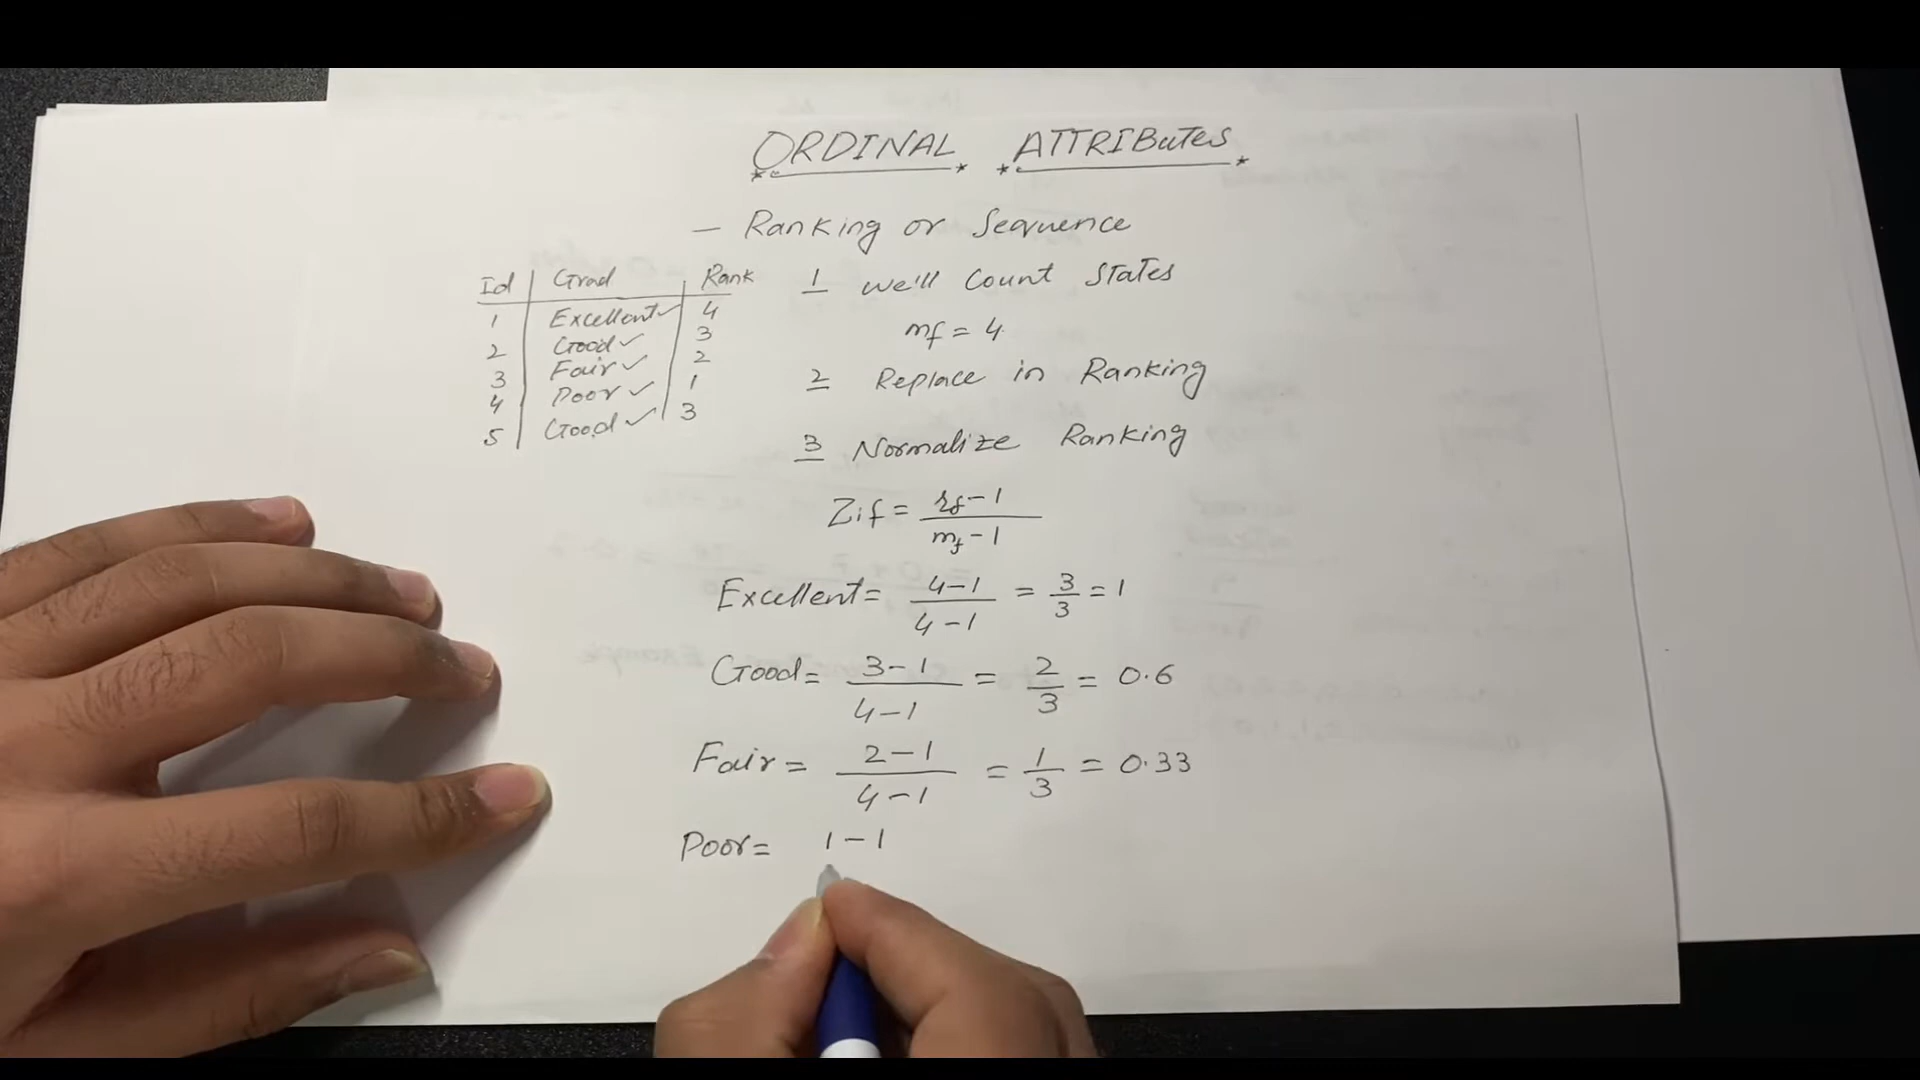 ORDINAL ATTRIButes
- Ranking or Sequence
Id Grad Rank
1 Excellent ✓ 4
2 Good ✓ 3
3 Fair ✓ 2
4 Poor ✓ 1
5 Good ✓ 3
1 We'll Count States
mf = 4
2 Replace in Ranking
3 Normalize Ranking
Zif = rf-1 / mf-1
Excellent = 4-1 / 4-1 = 3/3 = 1
Good = 3-1 / 4-1 = 2/3 = 0.6
Fair = 2-1 / 4-1 = 1/3 = 0.33
Poor = 1-1